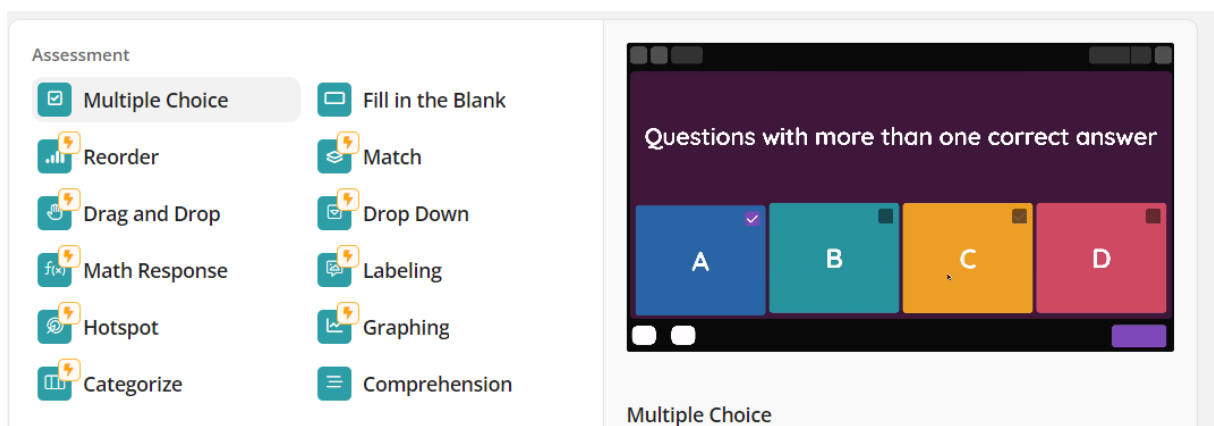 Assessment
Multiple Choice
Fill in the Blank
Reorder
Match
Drag and Drop
Drop Down
f(x)
Math Response
Labeling
Hotspot
Graphing
Categorize
Comprehension
Questions with more than one correct answer
A
B
C
D
Multiple Choice